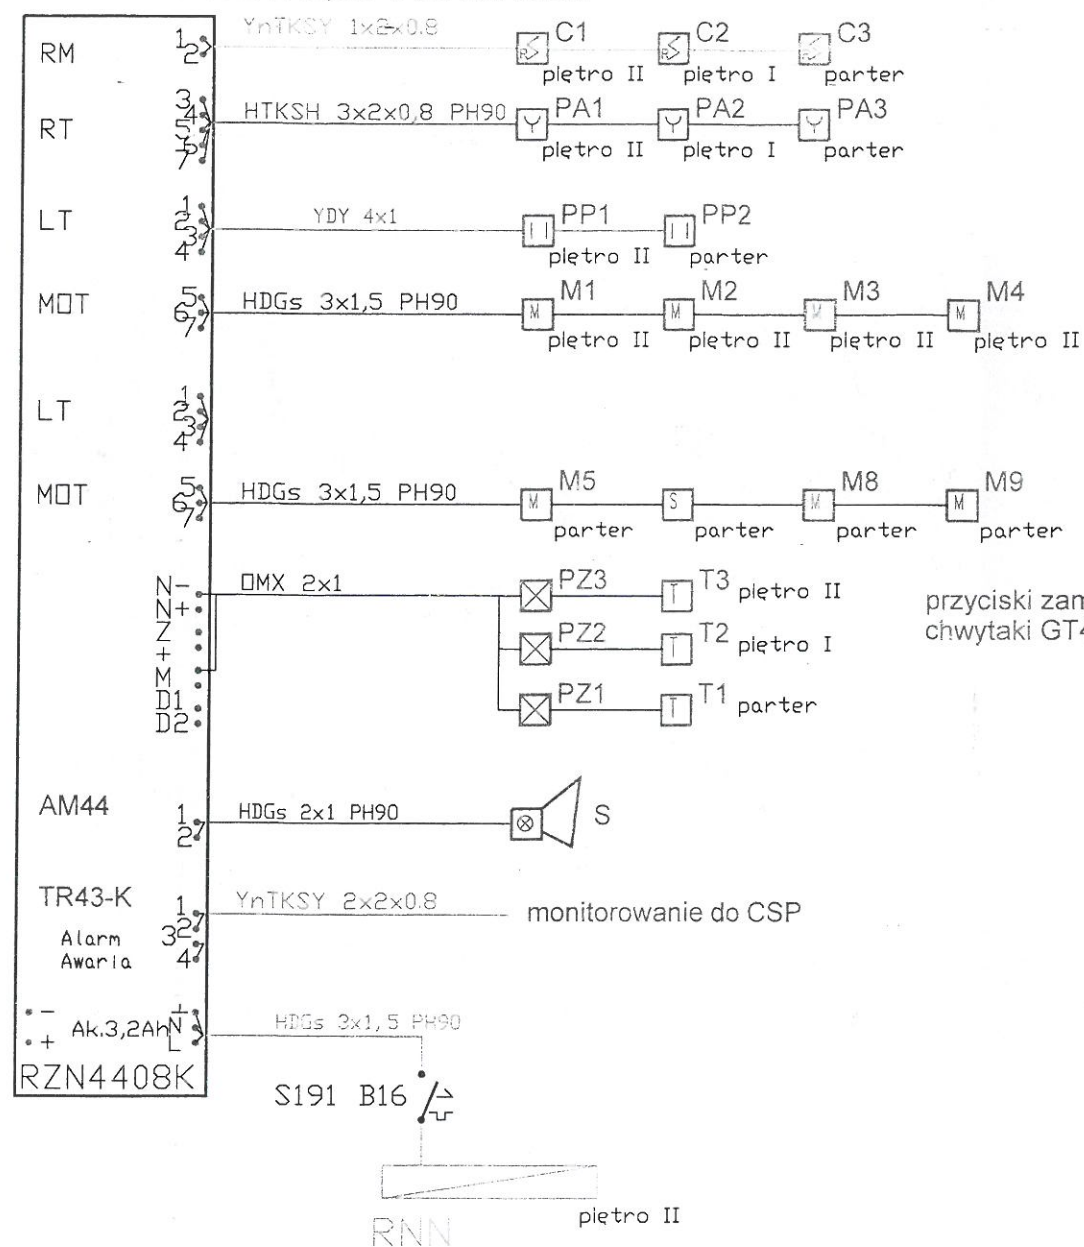 RM 1 2 YnTKSY 1x2x0.8 C1 C2 C3
piętro II piętro I parter
RT 3 4 5 6 7 HTKSH 3x2x0,8 PH90 PA1 PA2 PA3
piętro II piętro I parter
LT 1 2 3 4 YDY 4x1 PP1 PP2
piętro II parter
MOT 5 6 7 HDGs 3x1,5 PH90 M M1 M M2 M M3 M M4
piętro II piętro II piętro II piętro II
LT 1 2 3 4
MOT 5 6 7 HDGs 3x1,5 PH90 M M5 S M M8 M M9
parter parter parter parter
N- OMX 2x1 PZ3 T T3 piętro II
N+
Z PZ2 T T2 piętro I
+
M
D1 PZ1 T T1 parter
D2
przyciski zam
chwytaki GT4
AM44 1 2 HDGs 2x1 PH90 S
TR43-K 1 2 YnTKSY 2x2x0.8 monitorowanie do CSP
Alarm 3
Awaria 4
- +
+ Ak.3,2Ah N L HDGs 3x1,5 PH90
RZN4408K
S191 B16
RNN piętro II